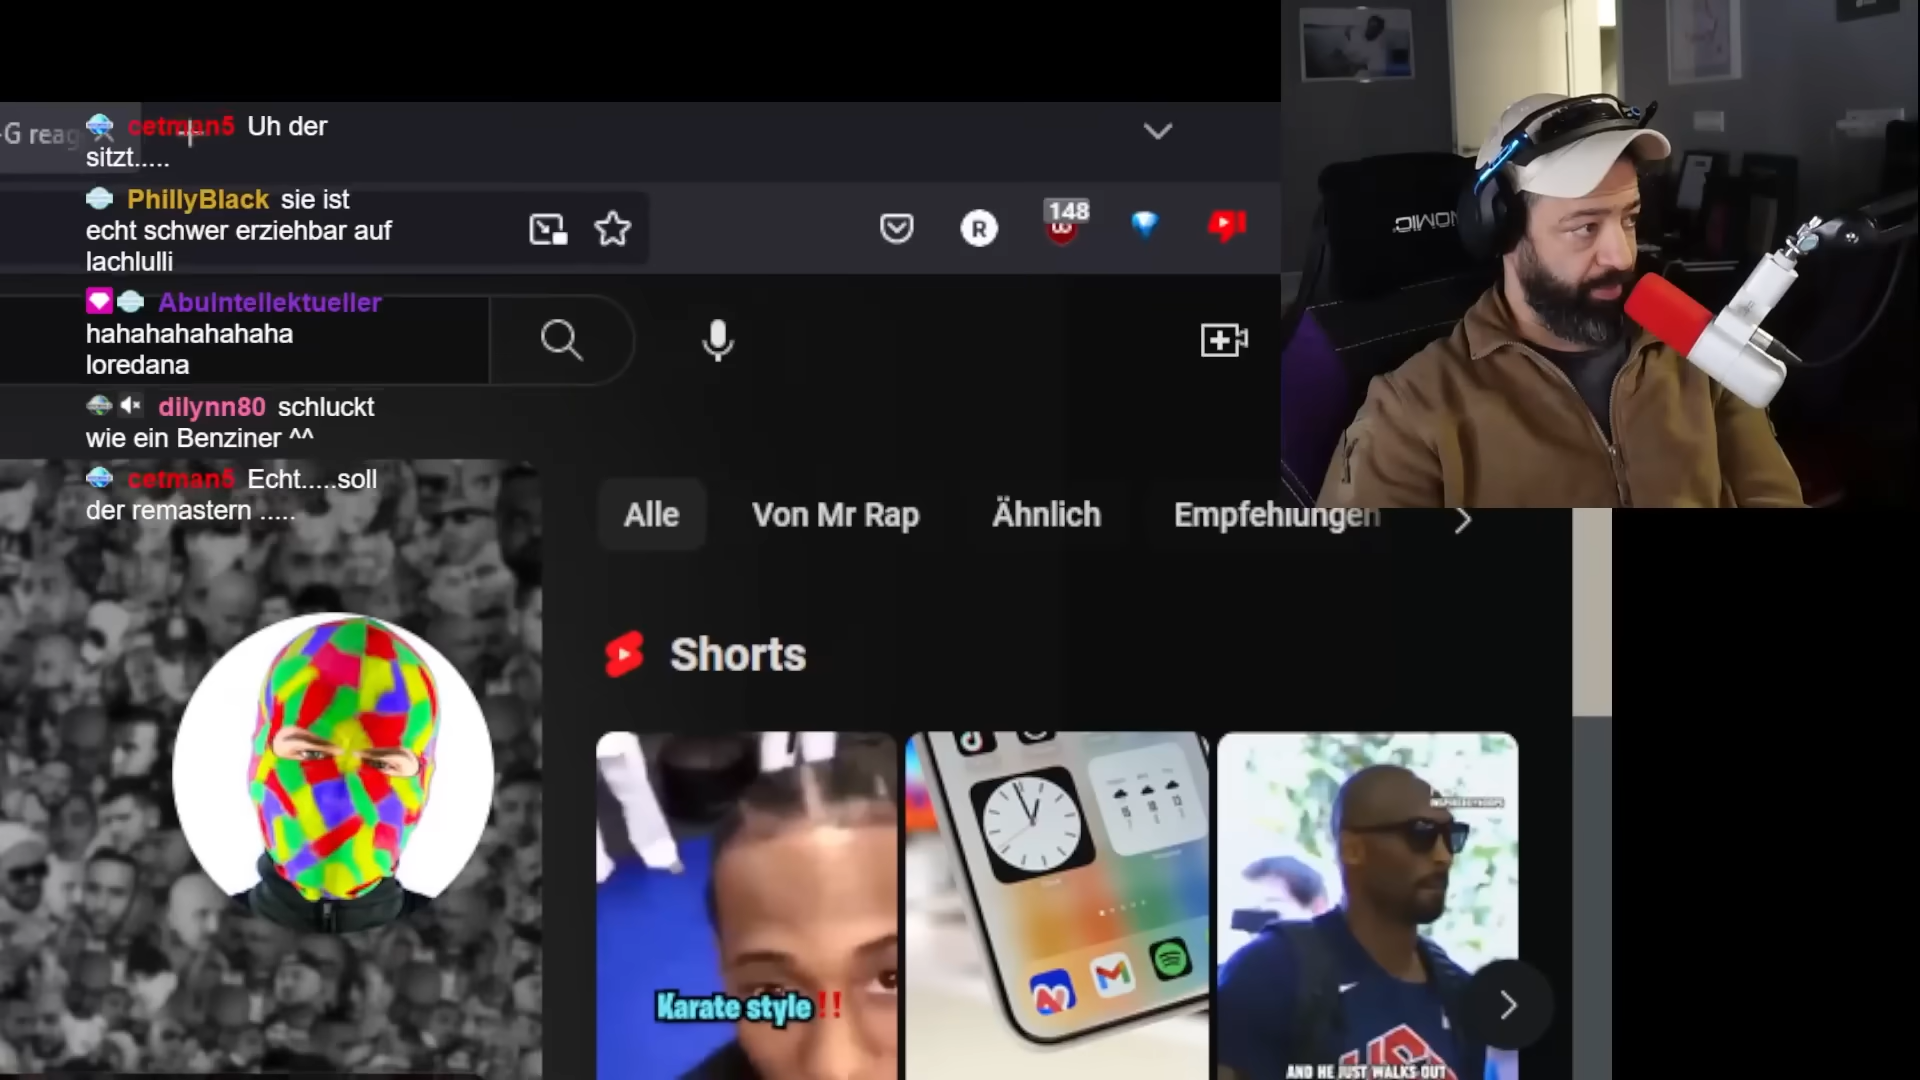 -G reag
cetman5 Uh der
sitzt.....
PhillyBlack sie ist
echt schwer erziehbar auf
lachlulli
AbuIntellektueller
hahahahahahaha
loredana
dilynn80 schluckt
wie ein Benziner ^^
cetman5 Echt.....soll
der remastern .....
148
R
Alle
Von Mr Rap
Ähnlich
Empfehlungen
Shorts
Karate style!!
AND HE JUST WALKS OUT